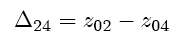 Δ₂₄ = z₀₂ − z₀₄